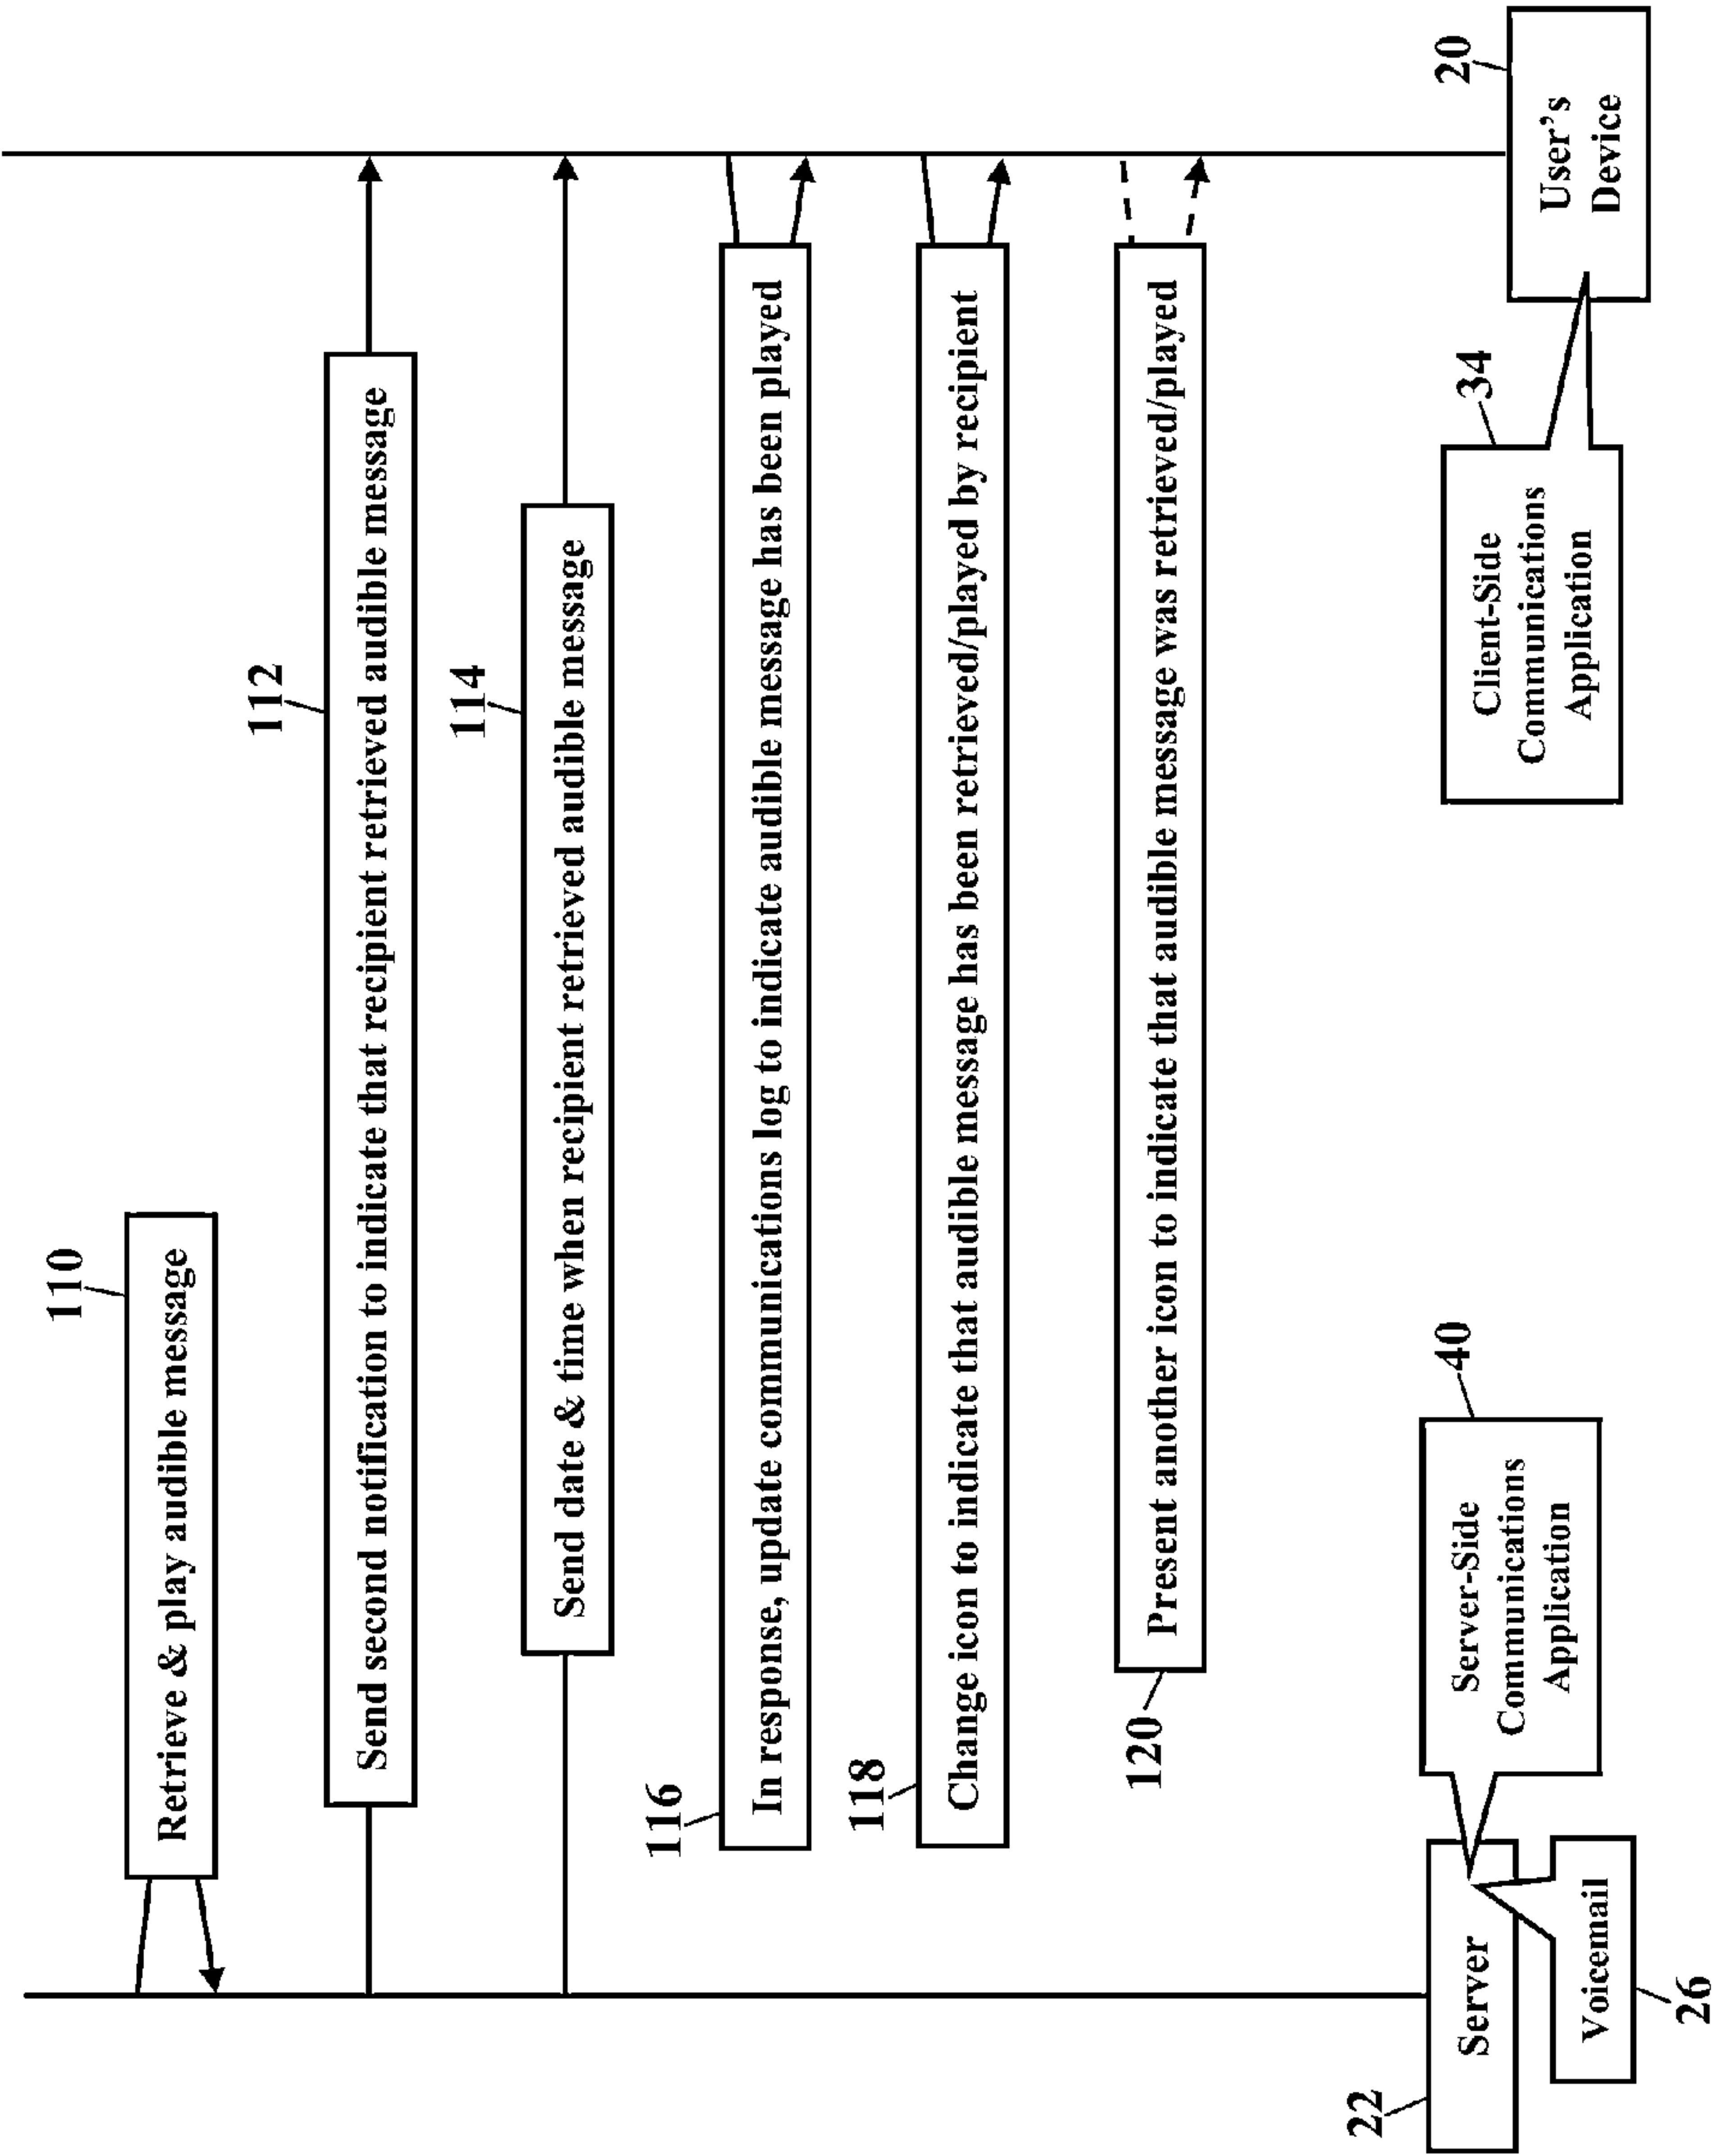 110
Retrieve & play audible message
112
Send second notification to indicate that recipient retrieved audible message
114
Send date & time when recipient retrieved audible message
116
In response, update communications log to indicate audible message has been played
118
Change icon to indicate that audible message has been retrieved/played by recipient
120
Present another icon to indicate that audible message was retrieved/played
22
Server
Voicemail
26
40
Server-Side
Communications
Application
34
Client-Side
Communications
Application
20
User's
Device